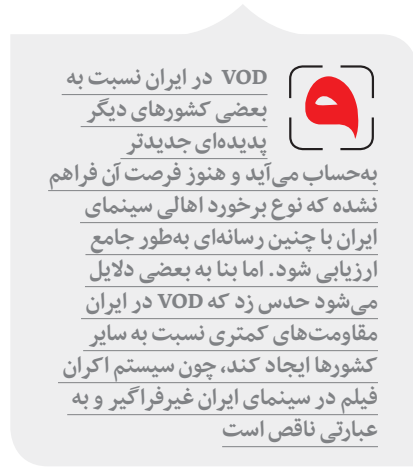 VOD در ایران نسبت به
بعضی کشورهای دیگر
پدیده‌ای جدیدتر
به‌حساب می‌آید و هنوز فرصت آن فراهم
نشده که نوع برخورد اهالی سینمای
ایران با چنین رسانه‌ای به‌طور جامع
ارزیابی شود. اما بنا به بعضی دلایل
می‌شود حدس زد که VOD در ایران
مقاومت‌های کمتری نسبت به سایر
کشورها ایجاد کند، چون سیستم اکران
فیلم در سینمای ایران غیرفراگیر و به
عبارتی ناقص است